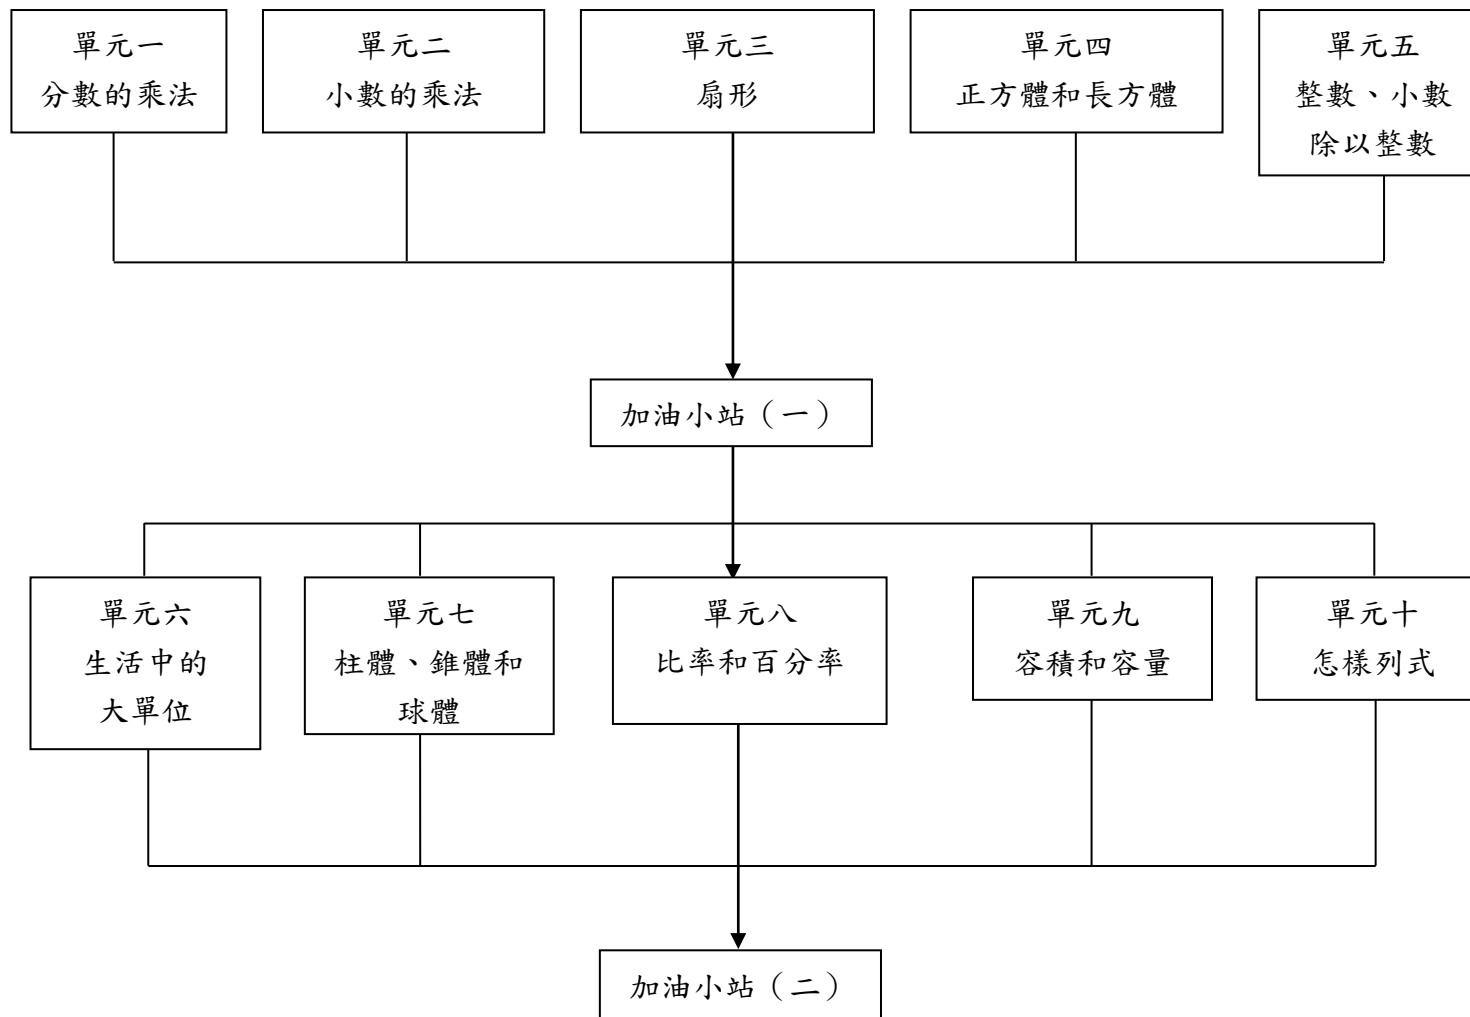 單元一
分數的乘法
單元二
小數的乘法
單元三
扇形
單元四
正方體和長方體
單元五
整數、小數
除以整數
加油小站（一）
單元六
生活中的
大單位
單元七
柱體、錐體和
球體
單元八
比率和百分率
單元九
容積和容量
單元十
怎樣列式
加油小站（二）